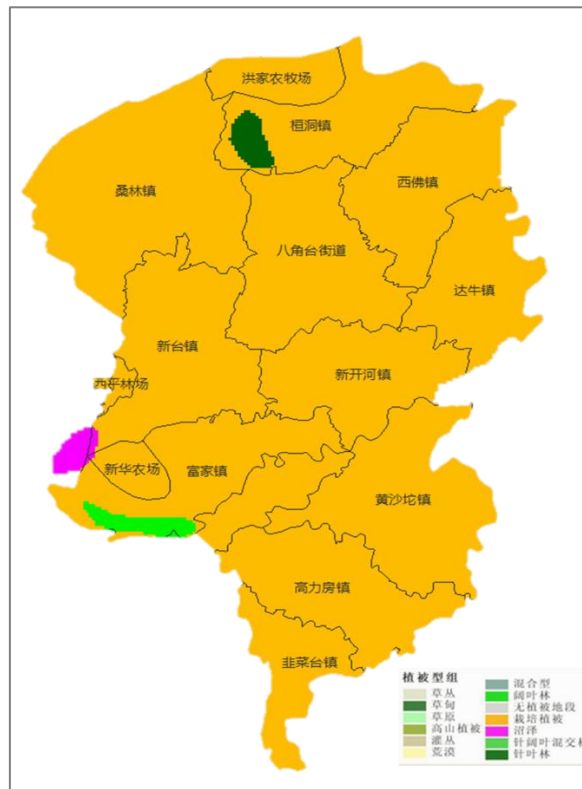 洪家农牧场
桓洞镇
西佛镇
桑林镇
八角台街道
达牛镇
新台镇
新开河镇
西平林场
新华农场
富家镇
黄沙坨镇
高力房镇
韭菜台镇
植被型组
草丛
草甸
草原
高山植被
灌丛
荒漠
混合型
阔叶林
无植被地段
栽培植被
沼泽
针阔叶混交林
针叶林